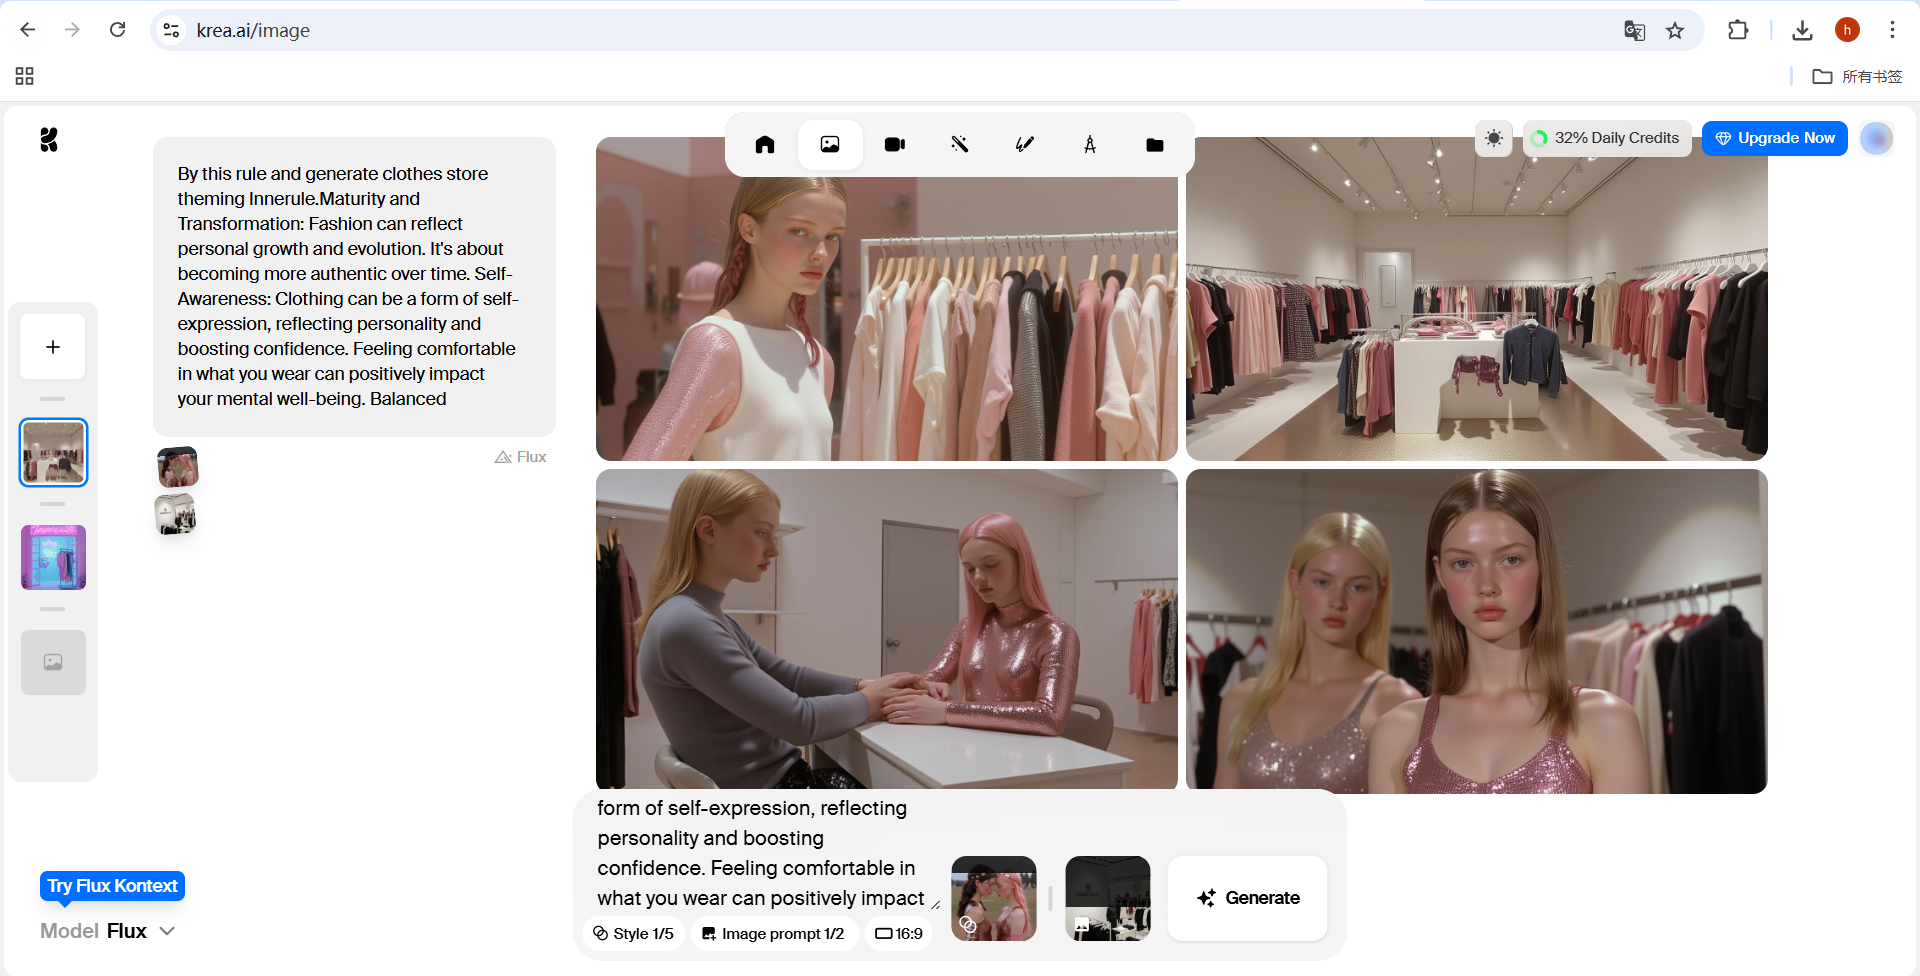 krea.ai/image
h
所有书签
32% Daily Credits
Upgrade Now
By this rule and generate clothes store
theming Innerule.Maturity and
Transformation: Fashion can reflect
personal growth and evolution. It's about
becoming more authentic over time. Self-
Awareness: Clothing can be a form of self-
expression, reflecting personality and
boosting confidence. Feeling comfortable
in what you wear can positively impact
your mental well-being. Balanced
Flux
form of self-expression, reflecting
personality and boosting
confidence. Feeling comfortable in
what you wear can positively impact
Style 1/5
Image prompt 1/2
16:9
Generate
Try Flux Kontext
Model Flux